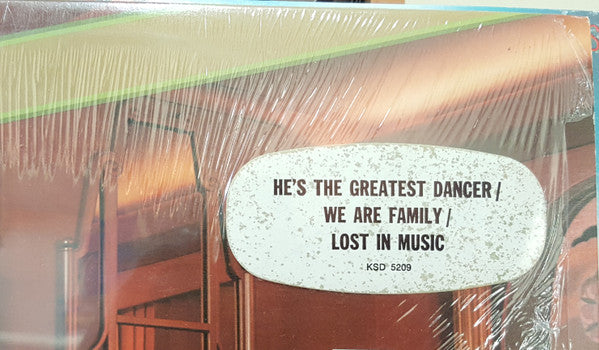 HE'S THE GREATEST DANCER/
WE ARE FAMILY/
LOST IN MUSIC
KSD 5209